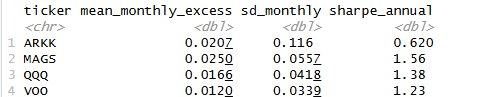 ticker mean_monthly_excess sd_monthly sharpe_annual
<chr> <dbl> <dbl> <dbl>
1 ARKK 0.0207 0.116 0.620
2 MAGS 0.0250 0.0557 1.56
3 QQQ 0.0166 0.0418 1.38
4 VOO 0.0120 0.0339 1.23